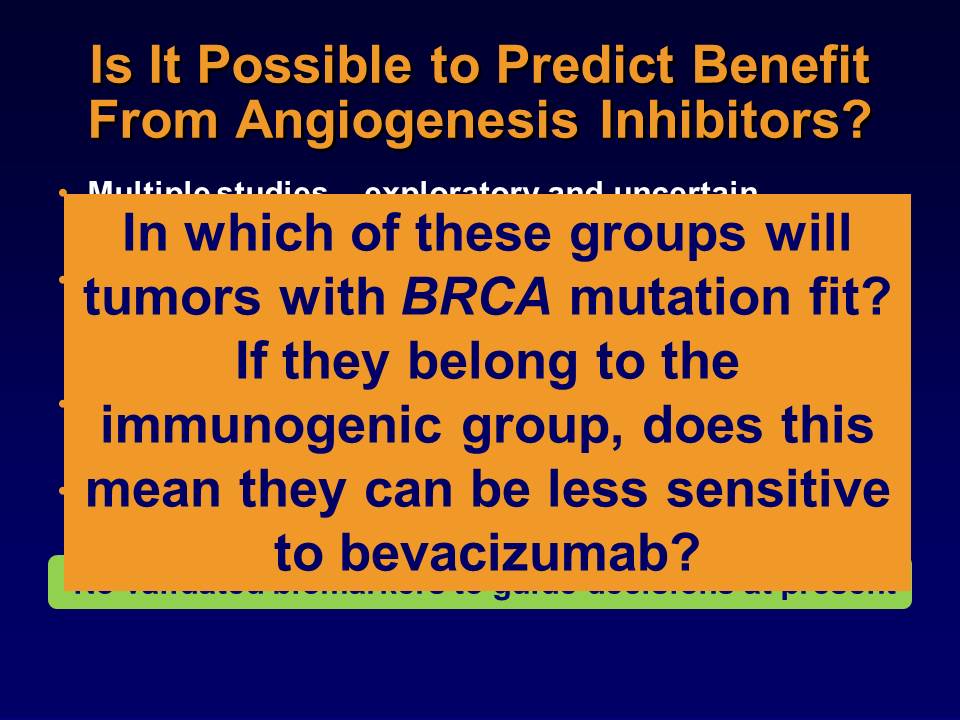 Is It Possible to Predict Benefit
From Angiogenesis Inhibitors?
• Multiple studies – exploratory and uncertain
In which of these groups will
tumors with BRCA mutation fit?
If they belong to the
immunogenic group, does this
mean they can be less sensitive
to bevacizumab?
No validated biomarkers to guide decisions at present